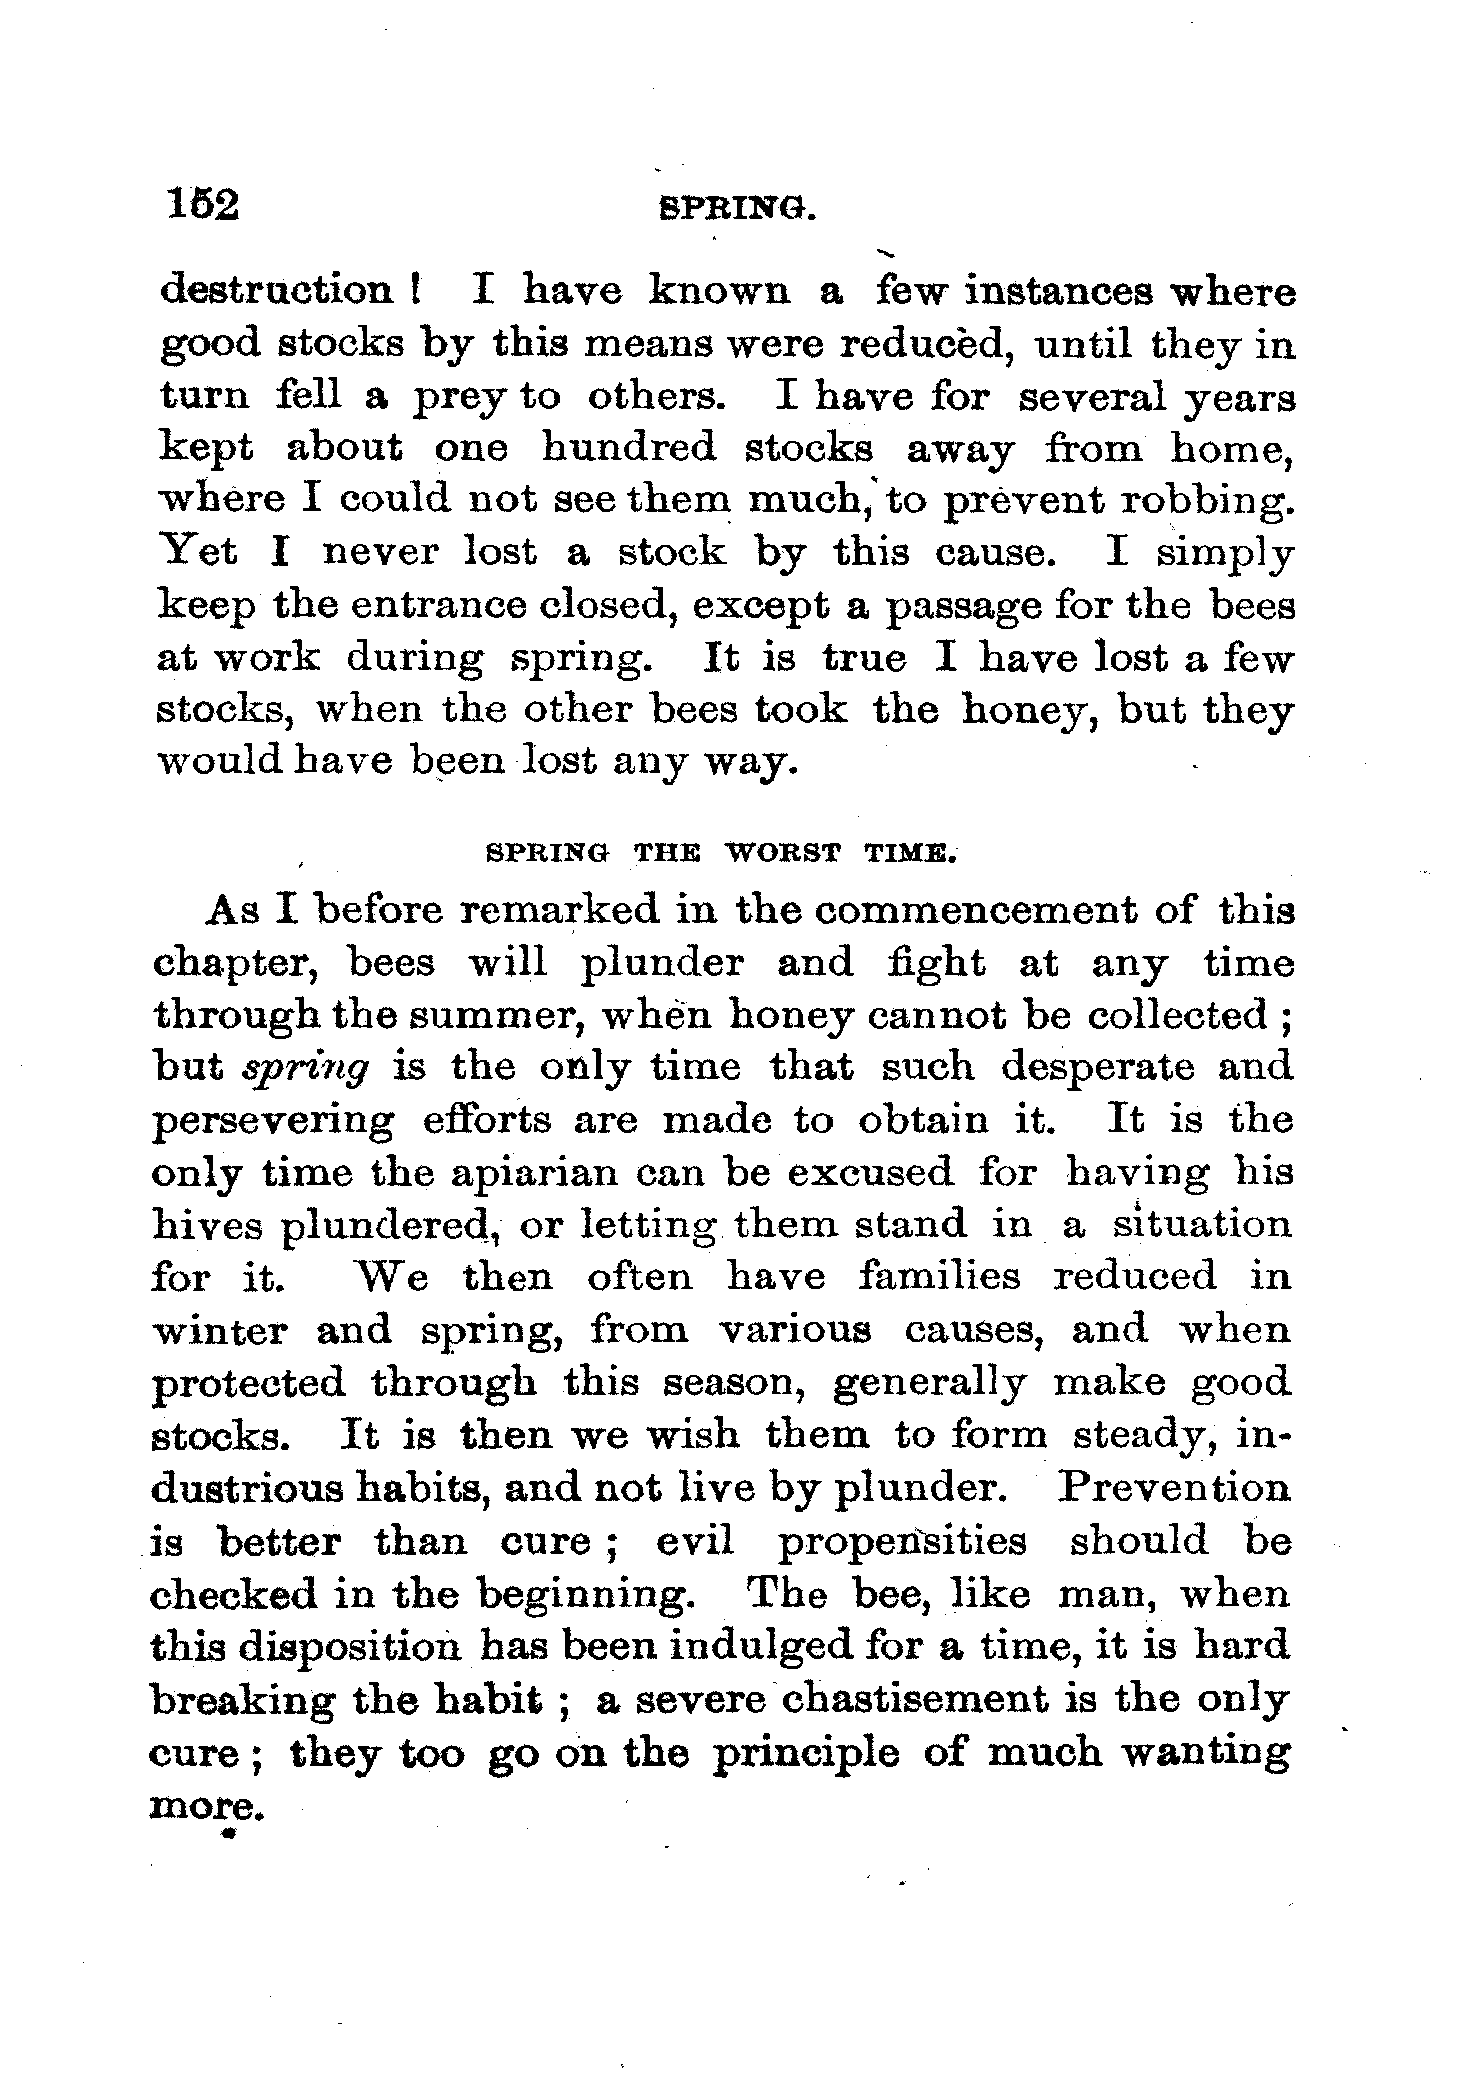 152 SPRING.
destruction ! I have known a few instances where
good stocks by this means were reduced, until they in
turn fell a prey to others. I have for several years
kept about one hundred stocks away from home,
where I could not see them much, to prevent robbing.
Yet I never lost a stock by this cause. I simply
keep the entrance closed, except a passage for the bees
at work during spring. It is true I have lost a few
stocks, when the other bees took the honey, but they
would have been lost any way.
SPRING THE WORST TIME.
As I before remarked in the commencement of this
chapter, bees will plunder and fight at any time
through the summer, when honey cannot be collected ;
but spring is the only time that such desperate and
persevering efforts are made to obtain it. It is the
only time the apiarian can be excused for having his
hives plundered, or letting them stand in a situation
for it. We then often have families reduced in
winter and spring, from various causes, and when
protected through this season, generally make good
stocks. It is then we wish them to form steady, in-
dustrious habits, and not live by plunder. Prevention
is better than cure ; evil propensities should be
checked in the beginning. The bee, like man, when
this disposition has been indulged for a time, it is hard
breaking the habit ; a severe chastisement is the only
cure ; they too go on the principle of much wanting
more.